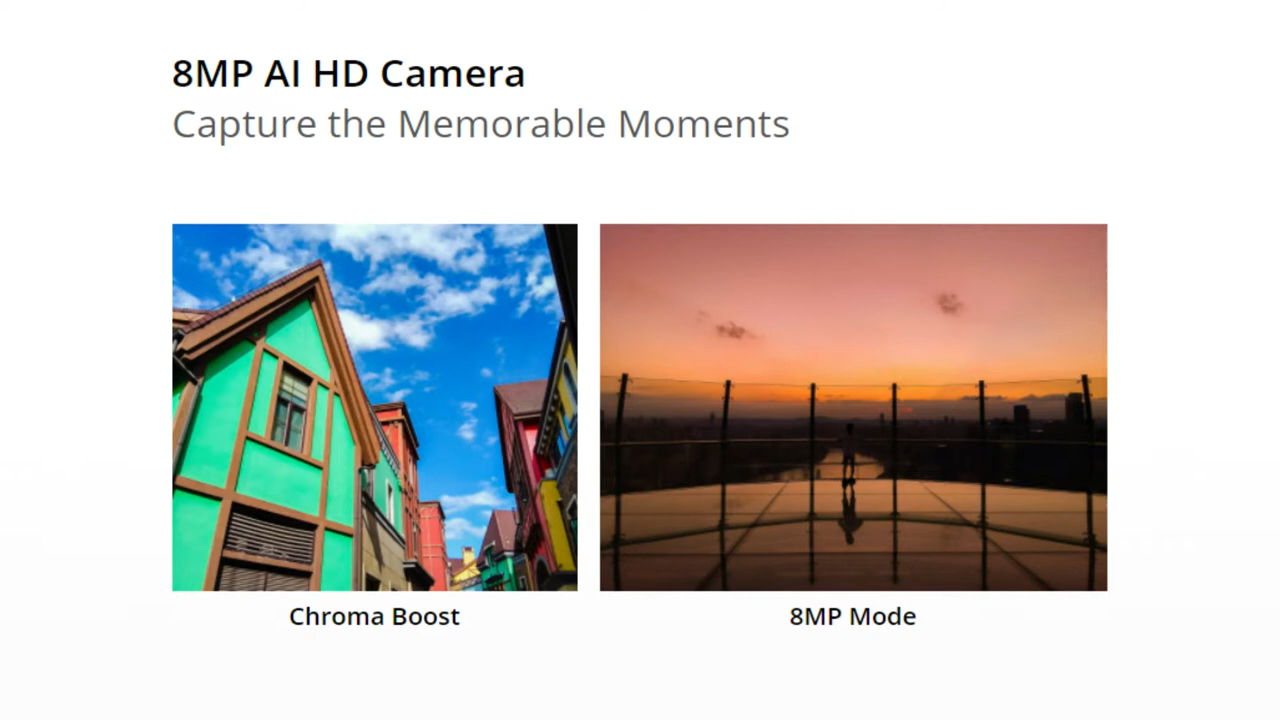 8MP AI HD Camera
Capture the Memorable Moments
Chroma Boost
8MP Mode